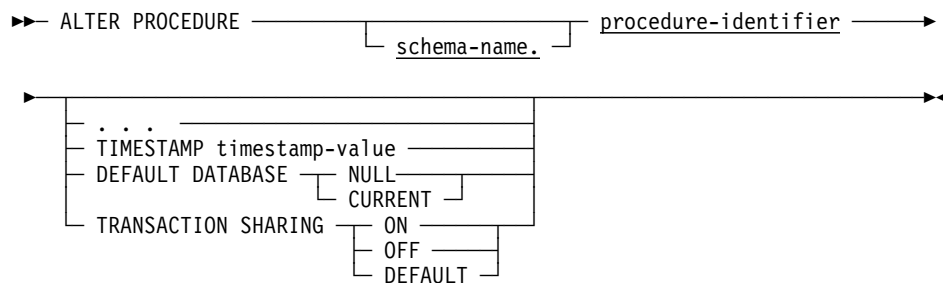 ALTER PROCEDURE procedure-identifier
schema-name.
. . .
TIMESTAMP timestamp-value
DEFAULT DATABASE NULL
CURRENT
TRANSACTION SHARING ON
OFF
DEFAULT